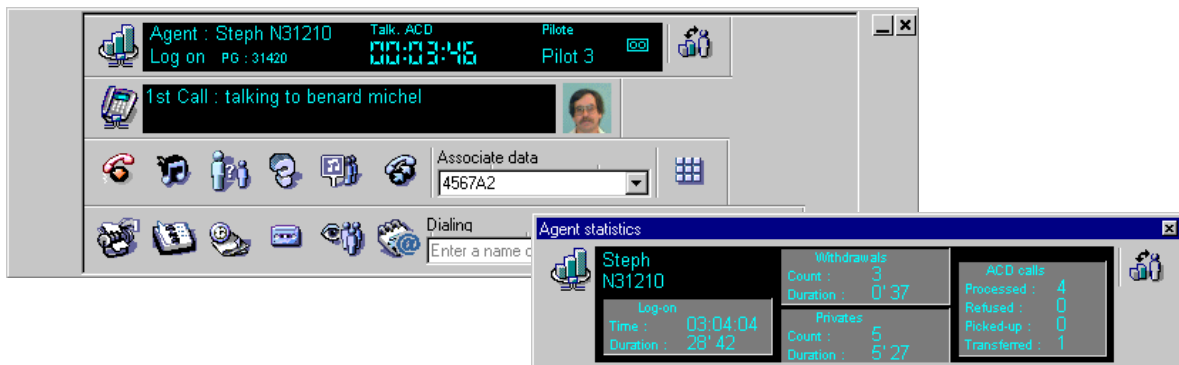 Agent : Steph N31210
Talk. ACD
Pilote
Log on PG : 31420
00:03:46
Pilot 3
1st Call : talking to benard michel
Associate data
4567A2
Dialing
Enter a name
Agent statistics
Steph
N31210
Log-on
Time : 03:04:04
Duration : 28' 42
Withdrawals
Count : 3
Duration : 0' 37
Privates
Count : 5
Duration : 5' 27
ACD calls
Processed : 4
Refused : 0
Picked-up : 0
Transferred : 1